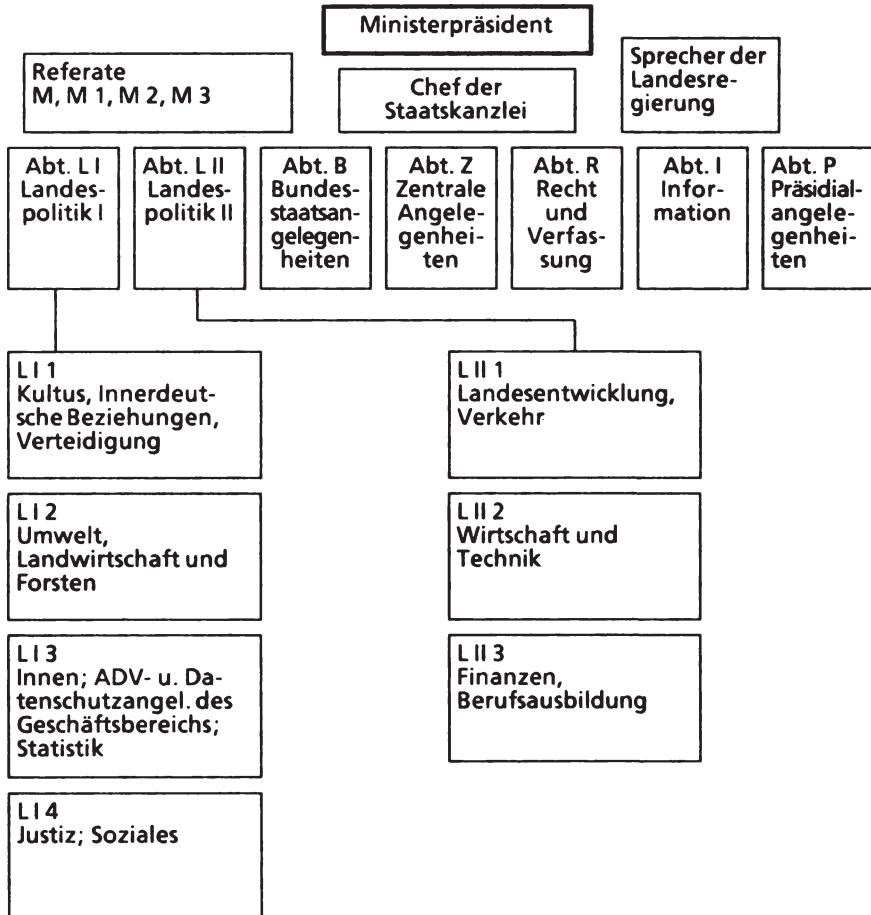 Ministerpräsident
Referate
M, M 1, M 2, M 3
Chef der
Staatskanzlei
Sprecher der
Landesre-
gierung
Abt. L I
Landes-
politik I
Abt. L II
Landes-
politik II
Abt. B
Bundes-
staatsan-
gelegen-
heiten
Abt. Z
Zentrale
Angele-
genhei-
ten
Abt. R
Recht
und
Verfas-
sung
Abt. I
Infor-
mation
Abt. P
Präsidial-
angele-
genhei-
ten
L I 1
Kultus, Innerdeut-
sche Beziehungen,
Verteidigung
L I 2
Umwelt,
Landwirtschaft und
Forsten
L I 3
Innen; ADV- u. Da-
tenschutzangel. des
Geschäftsbereichs;
Statistik
L I 4
Justiz; Soziales
L II 1
Landesentwicklung,
Verkehr
L II 2
Wirtschaft und
Technik
L II 3
Finanzen,
Berufsausbildung